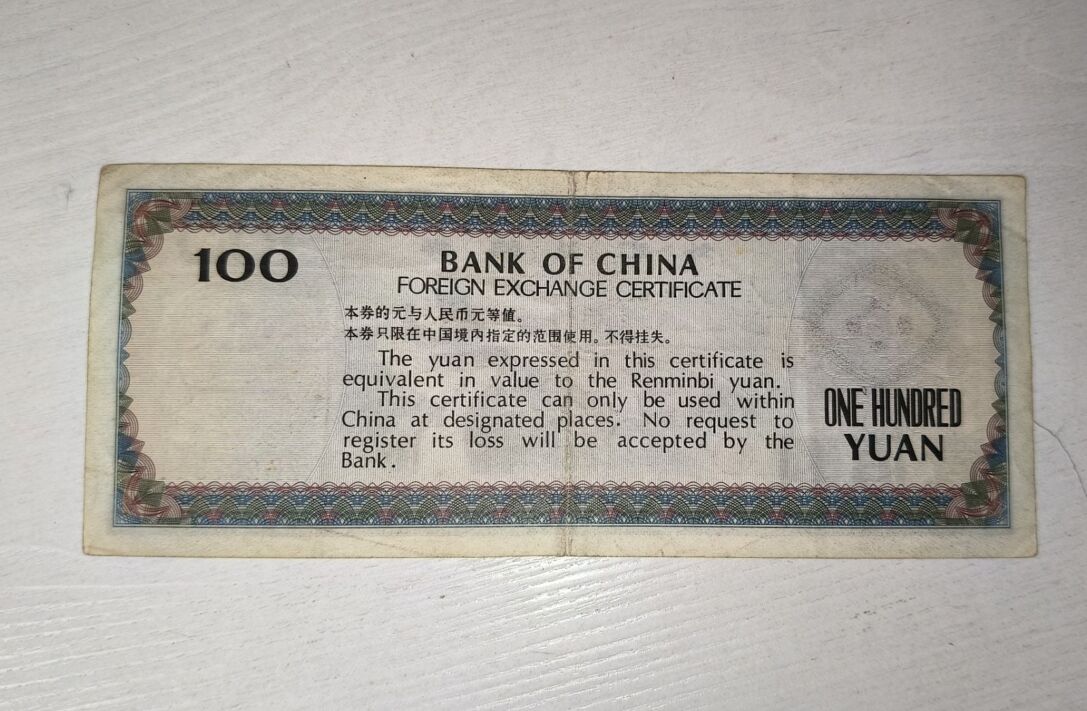 100
BANK OF CHINA
FOREIGN EXCHANGE CERTIFICATE
本券的元与人民币元等值。
本券只限在中国境内指定的范围使用。不得挂失。
The yuan expressed in this certificate is
equivalent in value to the Renminbi yuan.
This certificate can only be used within
China at designated places. No request to
register its loss will be accepted by the
Bank.
ONE HUNDRED
YUAN